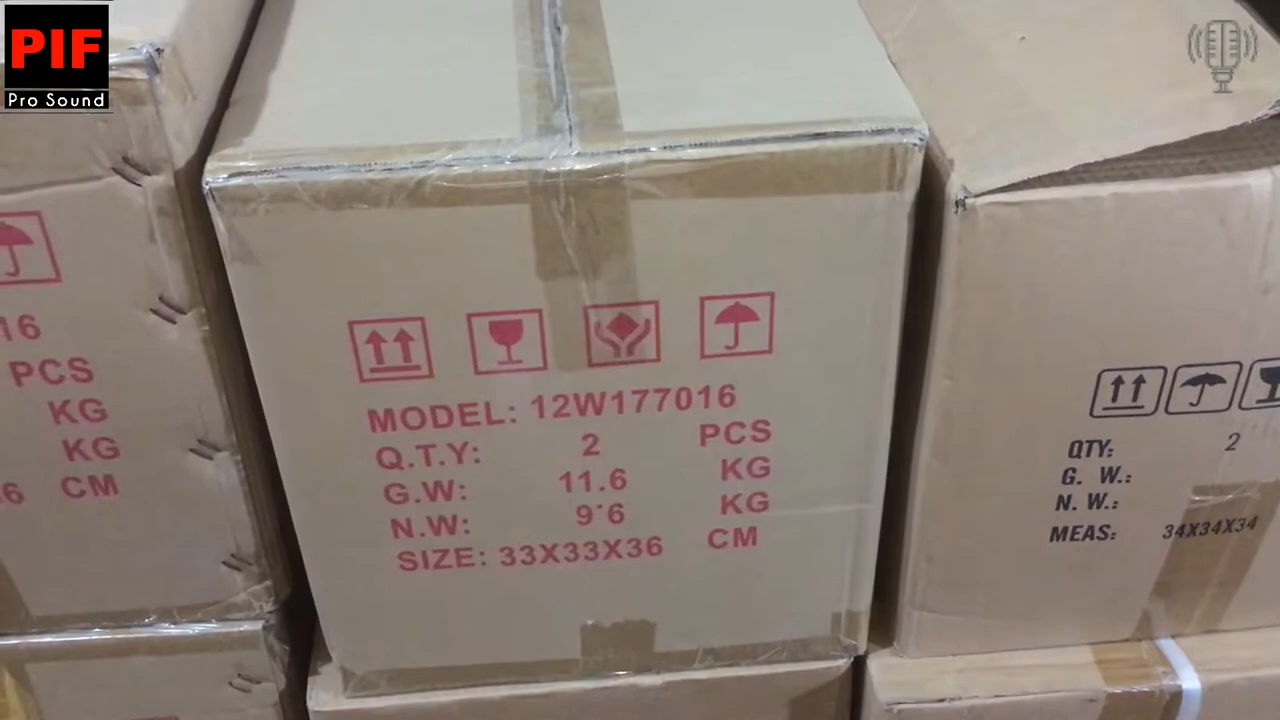 PIF
Pro Sound
16
PCS
KG
KG
6 CM
MODEL: 12W177016
Q.T.Y: 2 PCS
G.W: 11.6 KG
N.W: 9.6 KG
SIZE: 33X33X36 CM
QTY: 2
G. W.:
N. W.:
MEAS: 34X34X34